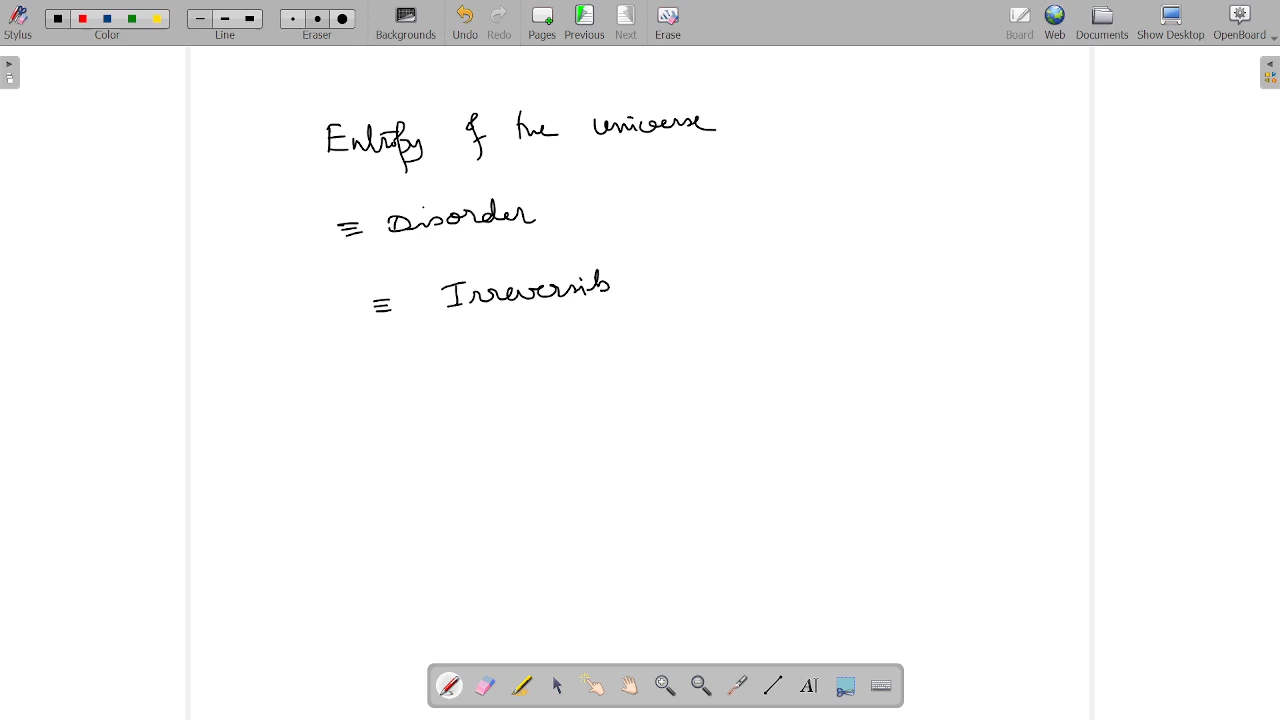 Stylus Color Line Eraser Backgrounds Undo Redo Pages Previous Next Erase Board Web Documents Show Desktop OpenBoard
Entropy of the universe
≡ Disorder
≡ Irreversib
AI